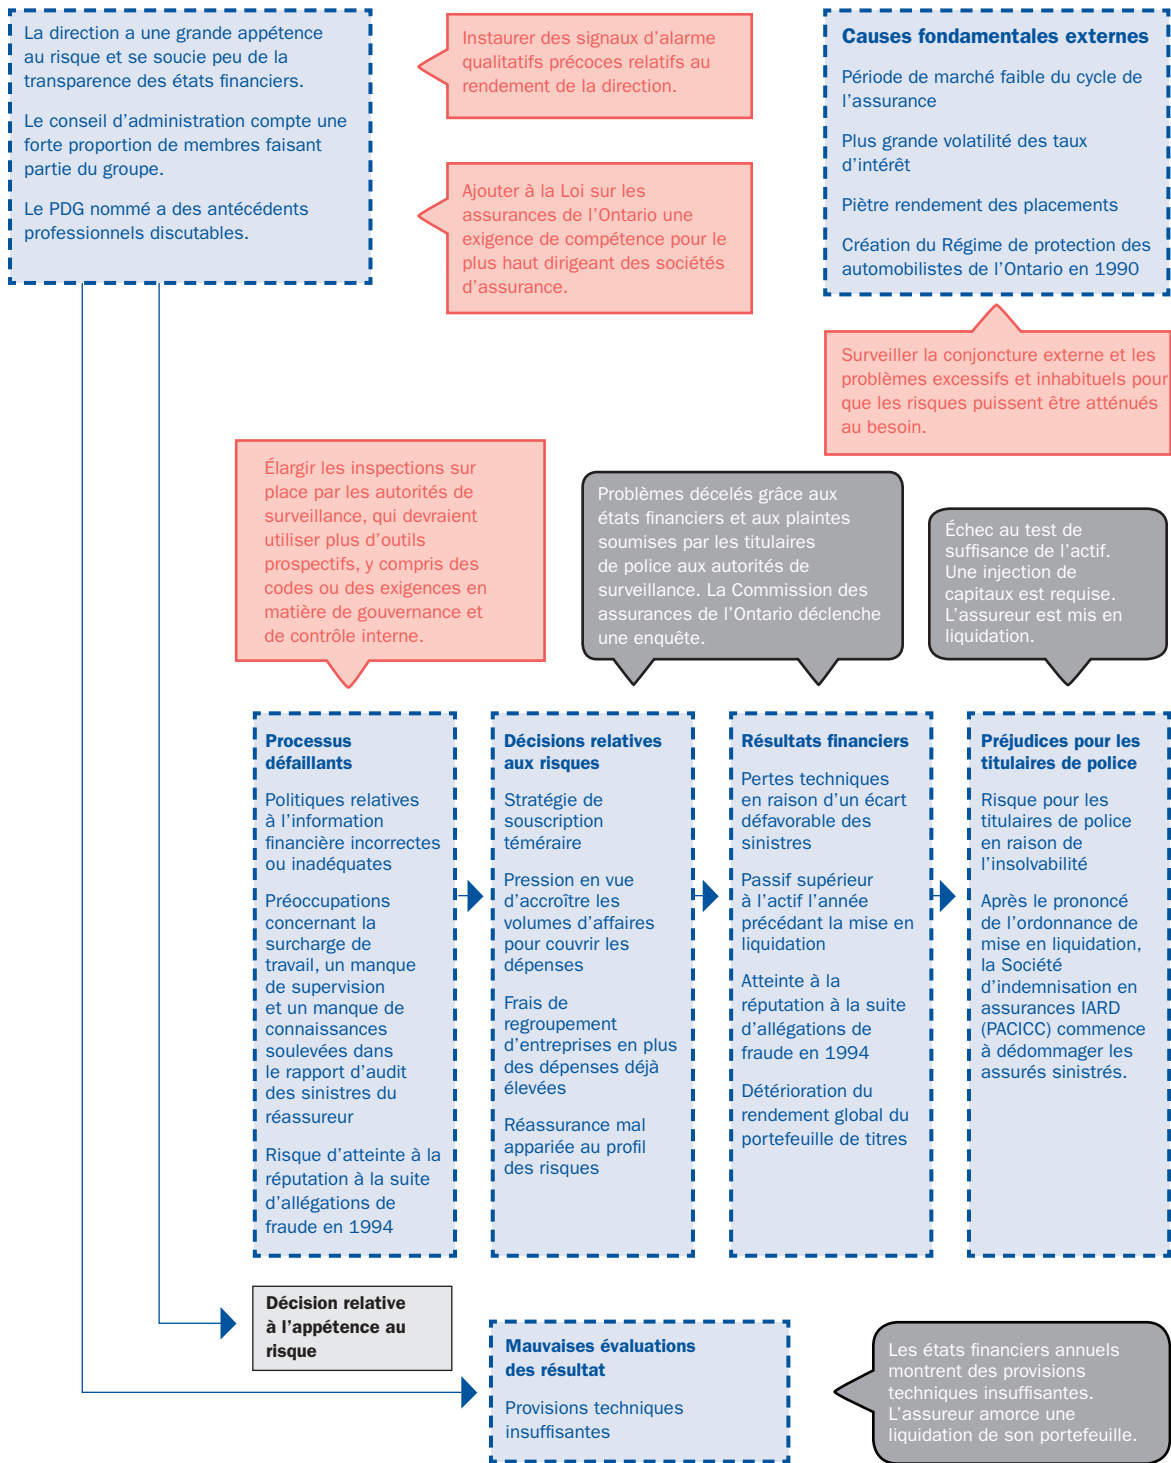 La direction a une grande appétence
au risque et se soucie peu de la
transparence des états financiers.
Le conseil d'administration compte une
forte proportion de membres faisant
partie du groupe.
Le PDG nommé a des antécédents
professionnels discutables.
Instaurer des signaux d'alarme
qualitatifs précoces relatifs au
rendement de la direction.
Ajouter à la Loi sur les
assurances de l'Ontario une
exigence de compétence pour le
plus haut dirigeant des sociétés
d'assurance.
Causes fondamentales externes
Période de marché faible du cycle de
l'assurance
Plus grande volatilité des taux
d'intérêt
Piètre rendement des placements
Création du Régime de protection des
automobilistes de l'Ontario en 1990
Surveiller la conjoncture externe et les
problèmes excessifs et inhabituels pour
que les risques puissent être atténués
au besoin.
Élargir les inspections sur
place par les autorités de
surveillance, qui devraient
utiliser plus d'outils
prospectifs, y compris des
codes ou des exigences en
matière de gouvernance et
de contrôle interne.
Problèmes décelés grâce aux
états financiers et aux plaintes
soumises par les titulaires
de police aux autorités de
surveillance. La Commission des
assurances de l'Ontario déclenche
une enquête.
Échec au test de
suffisance de l'actif.
Une injection de
capitaux est requise.
L'assureur est mis en
liquidation.
Processus
défaillants
Politiques relatives
à l'information
financière incorrectes
ou inadéquates
Préoccupations
concernant la
surcharge de
travail, un manque
de supervision
et un manque de
connaissances
soulevées dans
le rapport d'audit
des sinistres du
réassureur
Risque d'atteinte à la
réputation à la suite
d'allégations de
fraude en 1994
Décisions relatives
aux risques
Stratégie de
souscription
téméraire
Pression en vue
d'accroître les
volumes d'affaires
pour couvrir les
dépenses
Frais de
regroupement
d'entreprises en plus
des dépenses déjà
élevées
Réassurance mal
appariée au profil
des risques
Résultats financiers
Pertes techniques
en raison d'un écart
défavorable des
sinistres
Passif supérieur
à l'actif l'année
précédant la mise en
liquidation
Atteinte à la
réputation à la suite
d'allégations de
fraude en 1994
Détérioration du
rendement global du
portefeuille de titres
Préjudices pour les
titulaires de police
Risque pour les
titulaires de police
en raison de
l'insolvabilité
Après le prononcé
de l'ordonnance de
mise en liquidation,
la Société
d'indemnisation en
assurances IARD
(PACICC) commence
à dédommager les
assurés sinistrés.
Décision relative
à l'appétence au
risque
Mauvaises évaluations
des résultat
Provisions techniques
insuffisantes
Les états financiers annuels
montrent des provisions
techniques insuffisantes.
L'assureur amorce une
liquidation de son portefeuille.